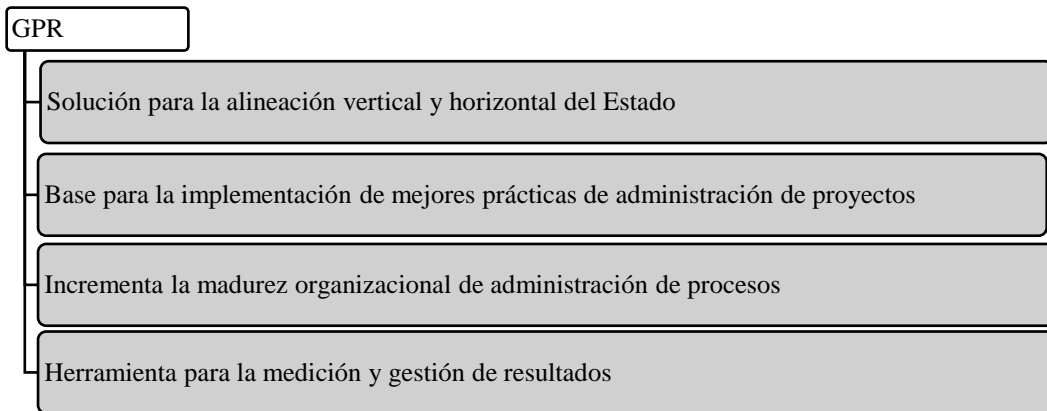 GPR
Solución para la alineación vertical y horizontal del Estado
Base para la implementación de mejores prácticas de administración de proyectos
Incrementa la madurez organizacional de administración de procesos
Herramienta para la medición y gestión de resultados